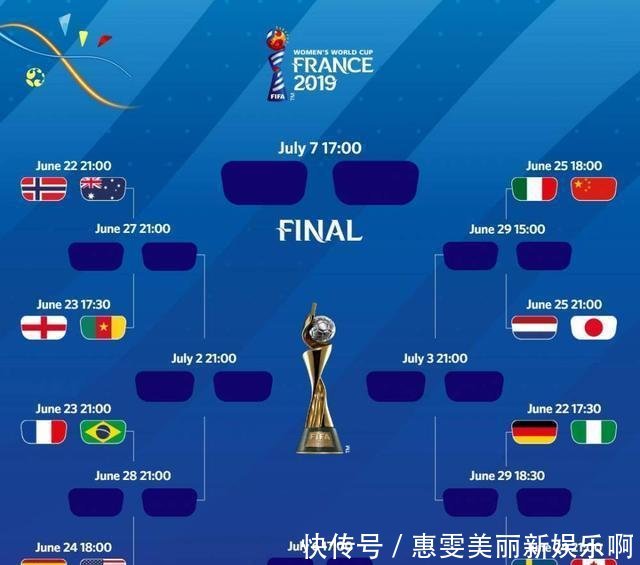 WOMEN'S WORLD CUP
FRANCE
2019
FIFA
TM
July 7 17:00
June 22 21:00
June 25 18:00
June 27 21:00
FINAL
June 29 15:00
June 23 17:30
June 25 21:00
July 2 21:00
July 3 21:00
June 23 21:00
June 22 17:30
FIFA
TM
June 28 21:00
June 29 18:30
June 24 18:00
快传号 / 惠雯美丽新娱乐啊